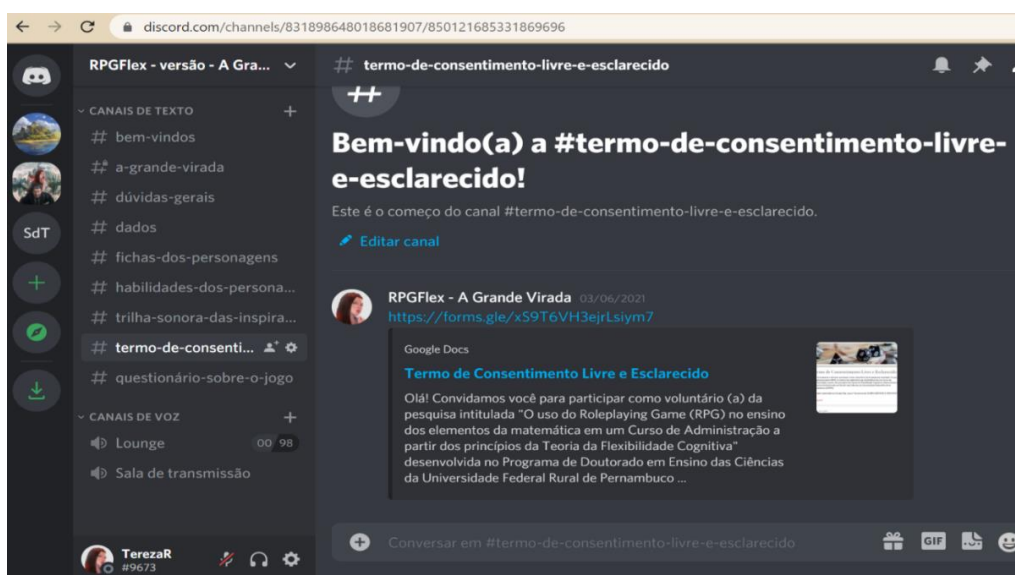 discord.com/channels/831898648018681907/850121685331869696
RPGFlex - versão - A Gra...
CANAIS DE TEXTO
# bem-vindos
# a-grande-virada
# dúvidas-gerais
# dados
# fichas-dos-personagens
# habilidades-dos-persona...
# trilha-sonora-das-inspira...
# termo-de-consenti...
# questionário-sobre-o-jogo
CANAIS DE VOZ
Lounge 00 98
Sala de transmissão
SdT
TerezaR
#9673
# termo-de-consentimento-livre-e-esclarecido
Bem-vindo(a) a #termo-de-consentimento-livre-
e-esclarecido!
Este é o começo do canal #termo-de-consentimento-livre-e-esclarecido.
Editar canal
RPGFlex - A Grande Virada 03/06/2021
https://forms.gle/xS9T6VH3ejrLsiym7
Google Docs
Termo de Consentimento Livre e Esclarecido
Olá! Convidamos você para participar como voluntário (a) da
pesquisa intitulada "O uso do Roleplaying Game (RPG) no ensino
dos elementos da matemática em um Curso de Administração a
partir dos princípios da Teoria da Flexibilidade Cognitiva"
desenvolvida no Programa de Doutorado em Ensino das Ciências
da Universidade Federal Rural de Pernambuco ...
Conversar em #termo-de-consentimento-livre-e-esclarecido
GIF